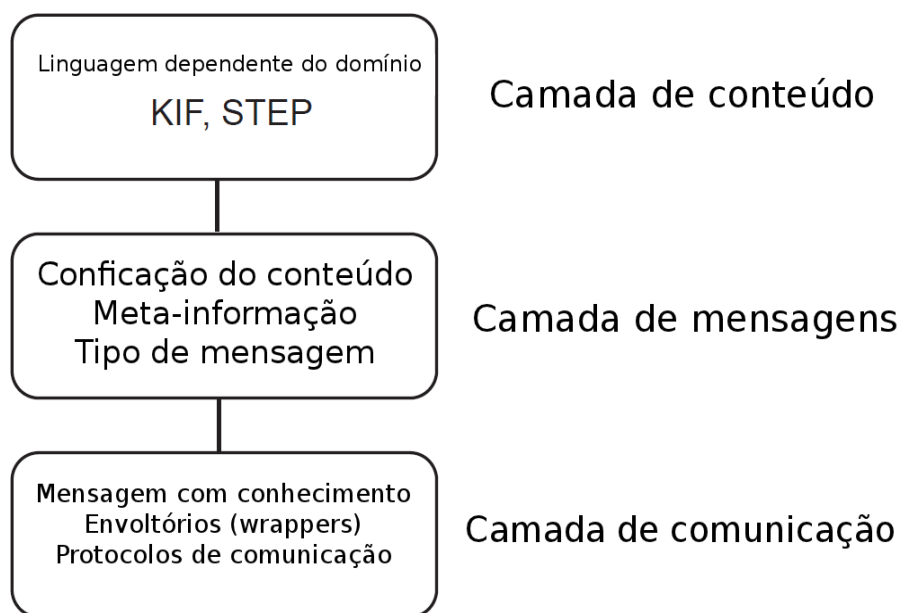 Linguagem dependente do domínio
KIF, STEP
Camada de conteúdo
Conficação do conteúdo
Meta-informação
Tipo de mensagem
Camada de mensagens
Mensagem com conhecimento
Envoltórios (wrappers)
Protocolos de comunicação
Camada de comunicação